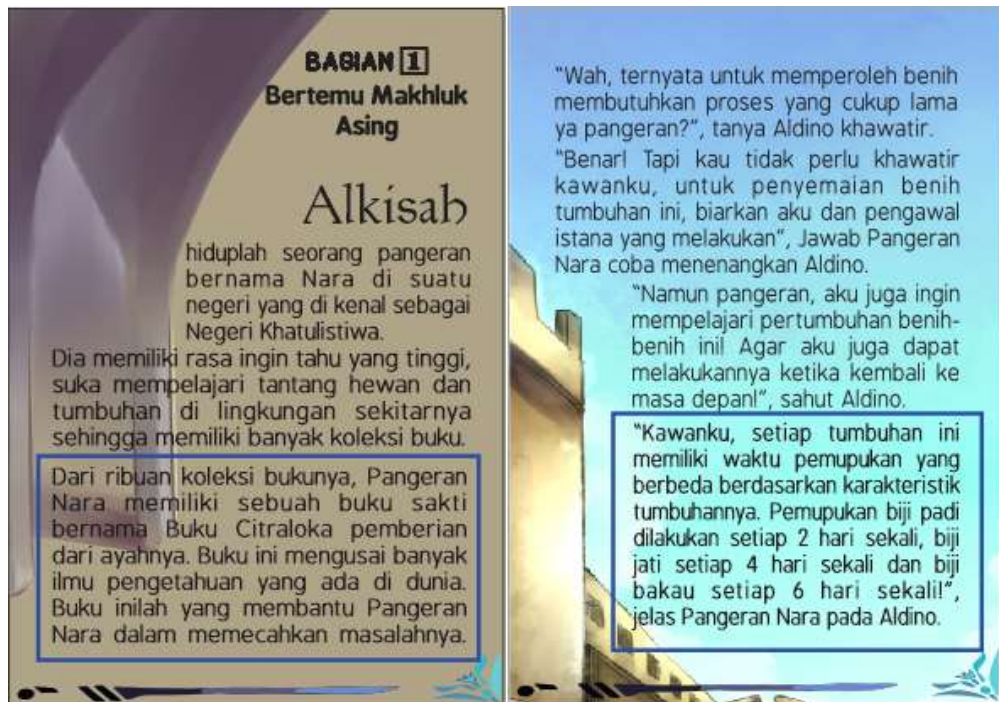 BAGIAN 1
Bertemu Makhluk
Asing
Alkisah
hiduplah seorang pangeran
bernama Nara di suatu
negeri yang di kenal sebagai
Negeri Khatulistiwa.
Dia memiliki rasa ingin tahu yang tinggi,
suka mempelajari tantang hewan dan
tumbuhan di lingkungan sekitarnya
sehingga memiliki banyak koleksi buku.
Dari ribuan koleksi bukunya, Pangeran
Nara memiliki sebuah buku sakti
bernama Buku Citraloka pemberian
dari ayahnya. Buku ini mengusai banyak
ilmu pengetahuan yang ada di dunia.
Buku inilah yang membantu Pangeran
Nara dalam memecahkan masalahnya.
"Wah, ternyata untuk memperoleh benih
membutuhkan proses yang cukup lama
ya pangeran?”, tanya Aldino khawatir.
"Benar! Tapi kau tidak perlu khawatir
kawanku, untuk penyemaian benih
tumbuhan ini, biarkan aku dan pengawal
istana yang melakukan", Jawab Pangeran
Nara coba menenangkan Aldino.
"Namun pangeran, aku juga ingin
mempelajari pertumbuhan benih-
benih ini! Agar aku juga dapat
melakukannya ketika kembali ke
masa depan!", sahut Aldino.
"Kawanku, setiap tumbuhan ini
memiliki waktu pemupukan yang
berbeda berdasarkan karakteristik
tumbuhannya. Pemupukan biji padi
dilakukan setiap 2 hari sekali, biji
jati setiap 4 hari sekali dan biji
bakau setiap 6 hari sekali!",
jelas Pangeran Nara pada Aldino.